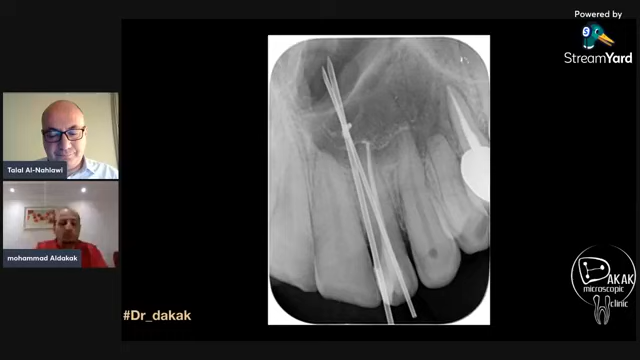 Powered by
StreamYard
Talal Al-Nahlawi
mohammad Aldakak
#Dr_dakak
DAKAK
microscopic
clinic